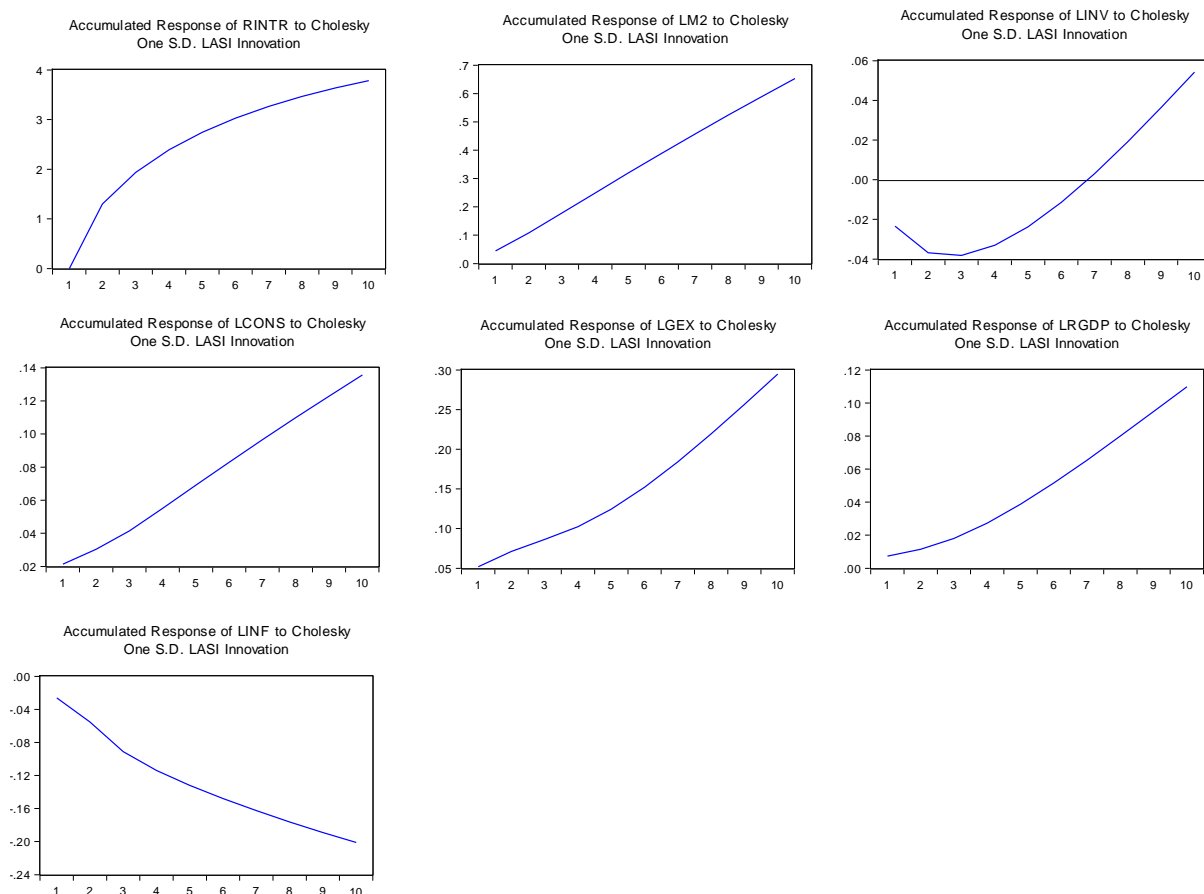 Accumulated Response of RINTR to Cholesky
One S.D. LASI Innovation
4
3
2
1
0
1 2 3 4 5 6 7 8 9 10
Accumulated Response of LM2 to Cholesky
One S.D. LASI Innovation
.7
.6
.5
.4
.3
.2
.1
.0
1 2 3 4 5 6 7 8 9 10
Accumulated Response of LINV to Cholesky
One S.D. LASI Innovation
.06
.04
.02
.00
-.02
-.04
1 2 3 4 5 6 7 8 9 10
Accumulated Response of LCONS to Cholesky
One S.D. LASI Innovation
.14
.12
.10
.08
.06
.04
.02
1 2 3 4 5 6 7 8 9 10
Accumulated Response of LGEX to Cholesky
One S.D. LASI Innovation
.30
.25
.20
.15
.10
.05
1 2 3 4 5 6 7 8 9 10
Accumulated Response of LRGDP to Cholesky
One S.D. LASI Innovation
.12
.10
.08
.06
.04
.02
.00
1 2 3 4 5 6 7 8 9 10
Accumulated Response of LINF to Cholesky
One S.D. LASI Innovation
.00
-.04
-.08
-.12
-.16
-.20
-.24
1 2 3 4 5 6 7 8 9 10